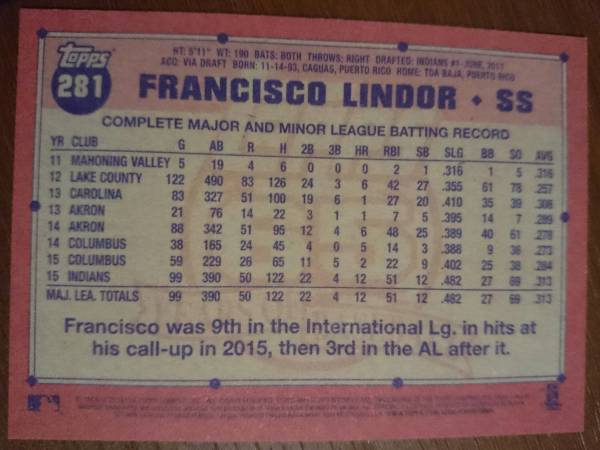 Topps
281
HT: 5'11" WT: 190 BATS: BOTH THROWS: RIGHT DRAFTED: INDIANS #1-JUNE, 2011
ACQ: VIA DRAFT BORN: 11-14-93, CAGUAS, PUERTO RICO HOME: TOA BAJA, PUERTO RICO
FRANCISCO LINDOR • SS
COMPLETE MAJOR AND MINOR LEAGUE BATTING RECORD
YR CLUB G AB R H 2B 3B HR RBI SB SLG BB SO AVG
11 MAHONING VALLEY 5 19 4 6 0 0 0 2 1 .316 1 5 .316
12 LAKE COUNTY 122 490 83 126 24 3 6 42 27 .355 61 78 .257
13 CAROLINA 83 327 51 100 19 6 1 27 20 .410 35 39 .306
13 AKRON 21 76 14 22 3 1 1 7 5 .395 14 7 .289
14 AKRON 88 342 51 95 12 4 6 48 25 .389 40 61 .278
14 COLUMBUS 38 165 24 45 4 0 5 14 3 .388 9 36 .273
15 COLUMBUS 59 229 26 65 11 5 2 22 9 .402 25 38 .284
15 INDIANS 99 390 50 122 22 4 12 51 12 .482 27 69 .313
MAJ. LEA. TOTALS 99 390 50 122 22 4 12 51 12 .482 27 69 .313
Francisco was 9th in the International Lg. in hits at
his call-up in 2015, then 3rd in the AL after it.